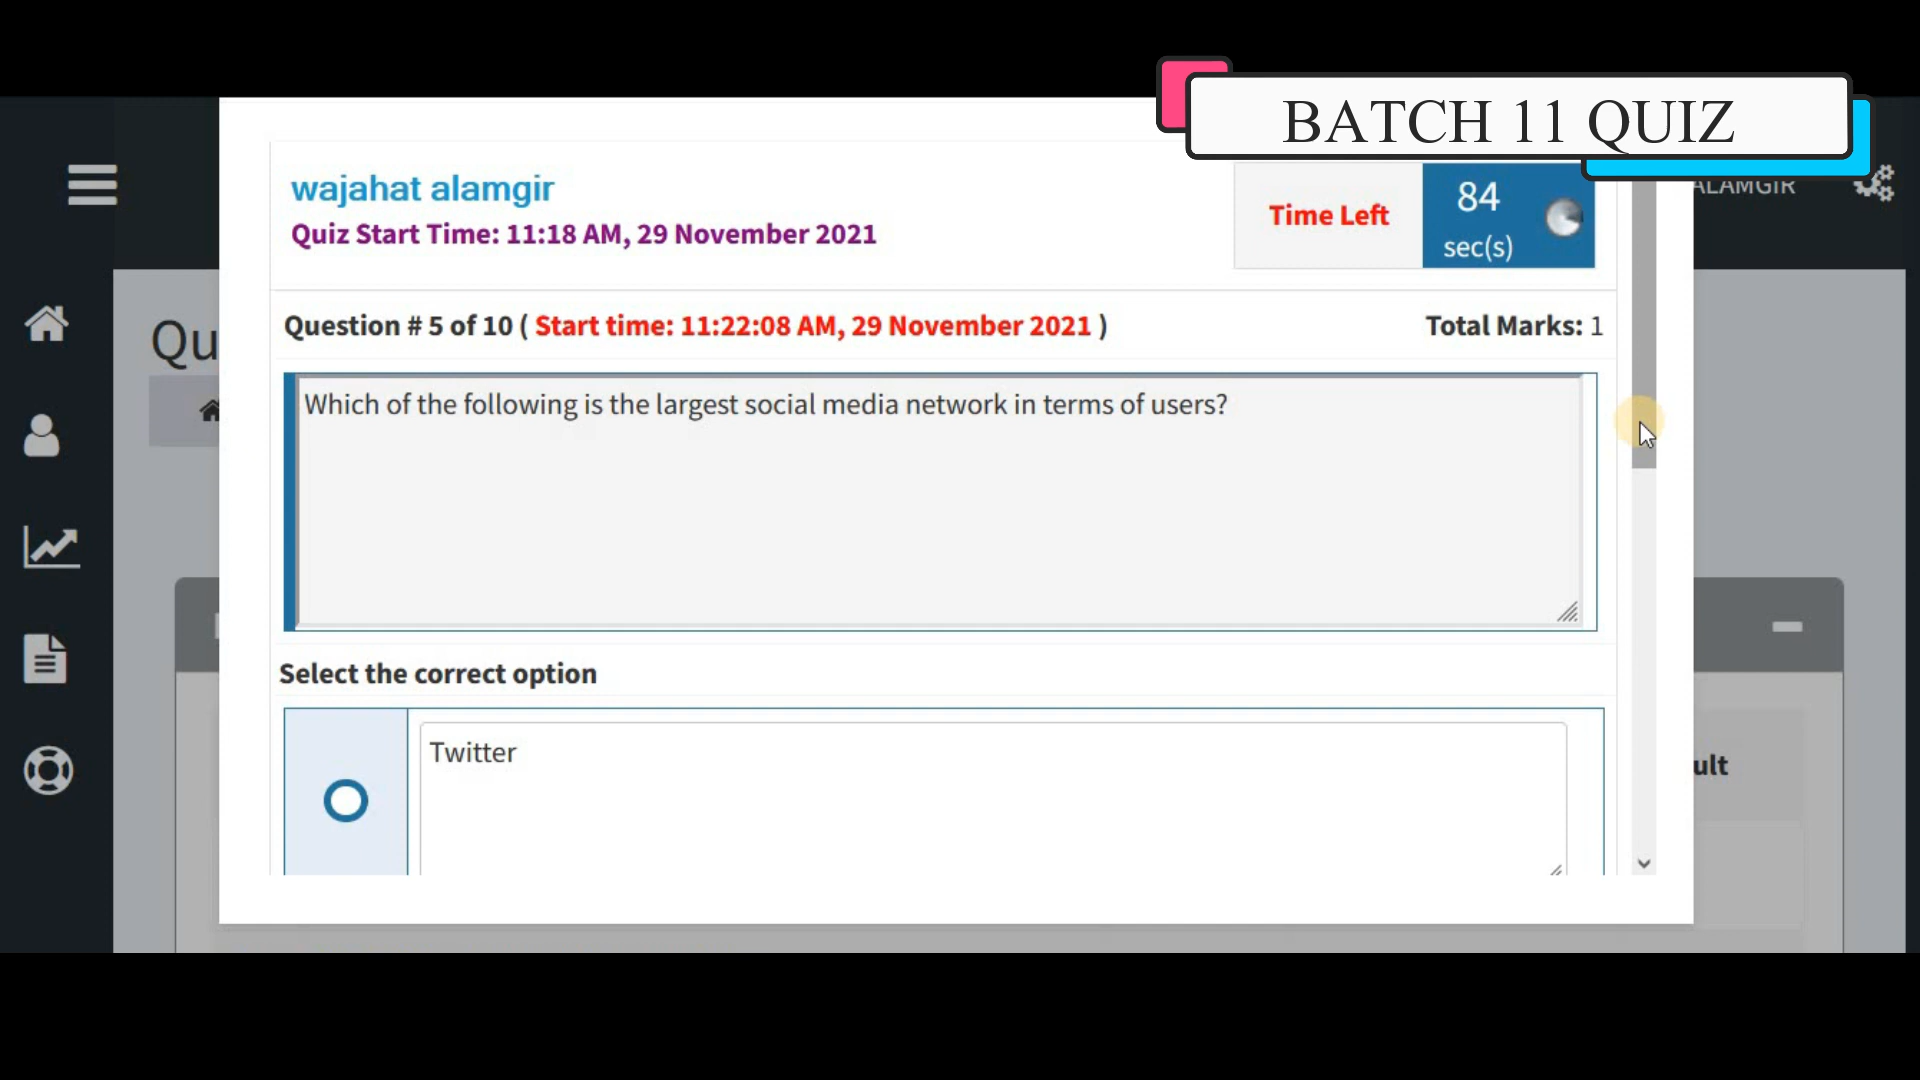 BATCH 11 QUIZ
ALAMGIR
wajahat alamgir
Quiz Start Time: 11:18 AM, 29 November 2021
Time Left
84
sec(s)
Question # 5 of 10 ( Start time: 11:22:08 AM, 29 November 2021 )
Total Marks: 1
Qu
Which of the following is the largest social media network in terms of users?
Select the correct option
Twitter
ult